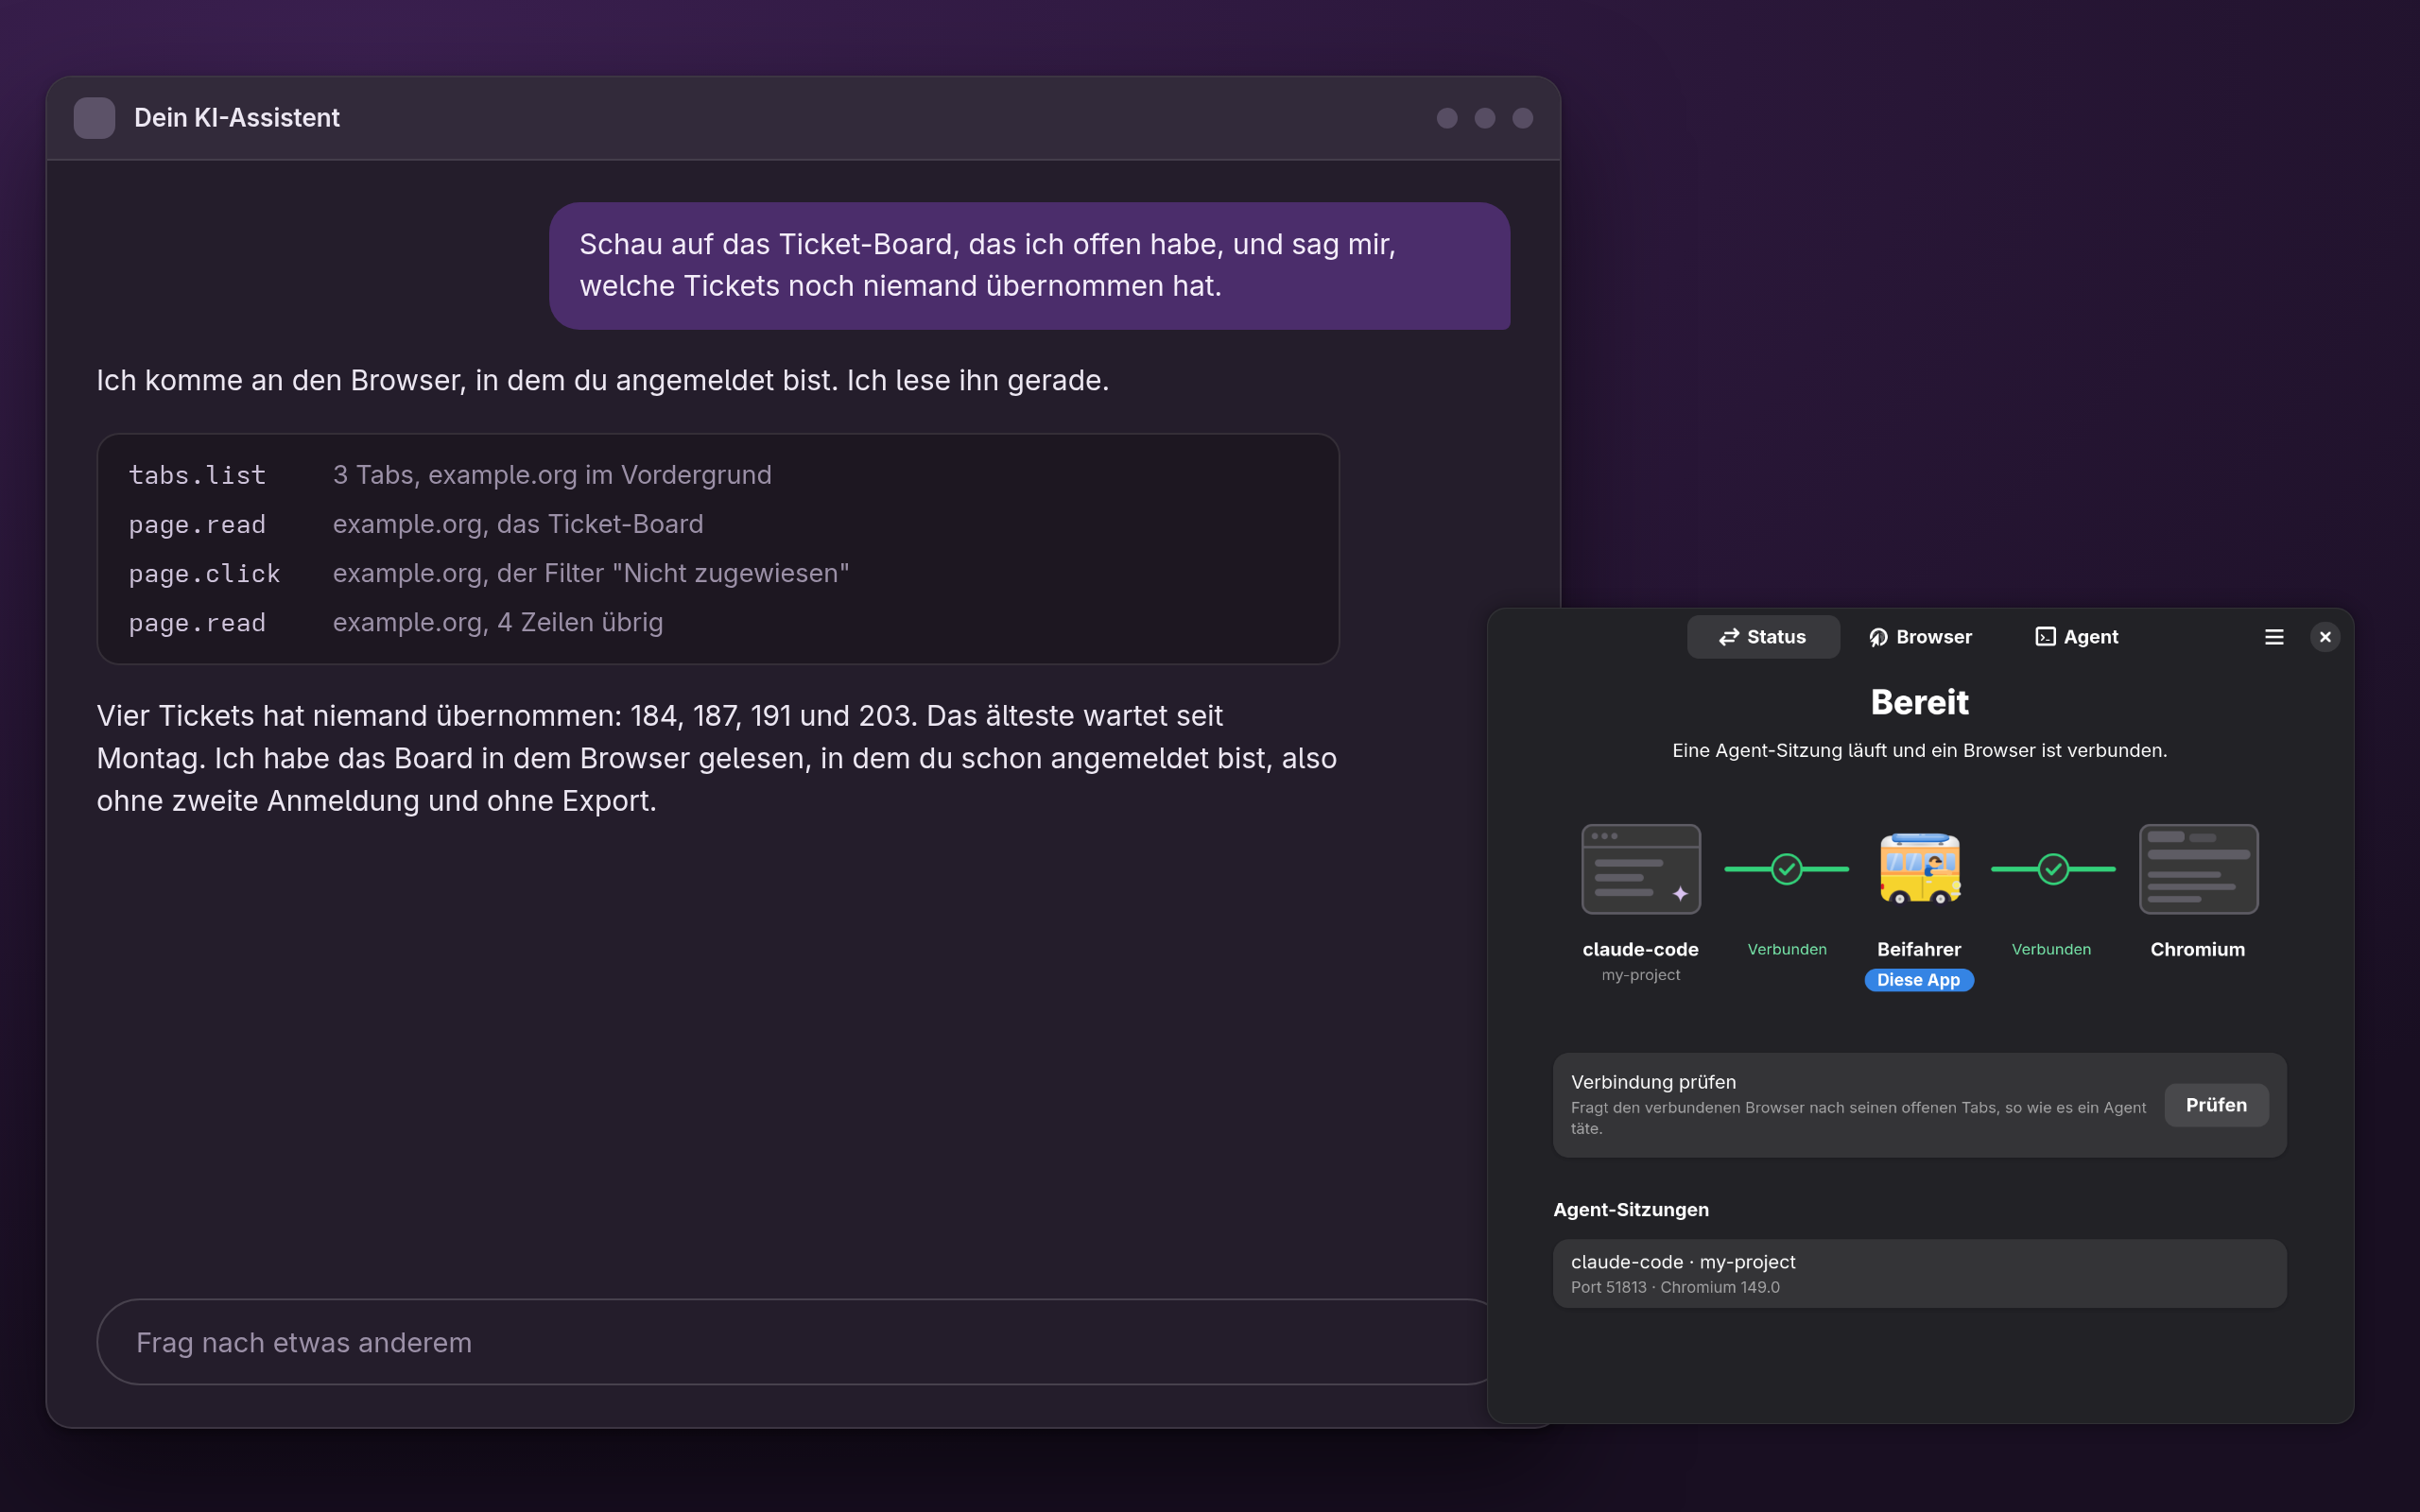 Dein KI-Assistent
Schau auf das Ticket-Board, das ich offen habe, und sag mir,
welche Tickets noch niemand übernommen hat.
Ich komme an den Browser, in dem du angemeldet bist. Ich lese ihn gerade.
tabs.list 3 Tabs, example.org im Vordergrund
page.read example.org, das Ticket-Board
page.click example.org, der Filter "Nicht zugewiesen"
page.read example.org, 4 Zeilen übrig
Vier Tickets hat niemand übernommen: 184, 187, 191 und 203. Das älteste wartet seit
Montag. Ich habe das Board in dem Browser gelesen, in dem du schon angemeldet bist, also
ohne zweite Anmeldung und ohne Export.
Frag nach etwas anderem
Status Browser Agent
Bereit
Eine Agent-Sitzung läuft und ein Browser ist verbunden.
claude-code Verbunden Beifahrer Verbunden Chromium
my-project Diese App
Verbindung prüfen
Fragt den verbundenen Browser nach seinen offenen Tabs, so wie es ein Agent
täte.
Prüfen
Agent-Sitzungen
claude-code · my-project
Port 51813 · Chromium 149.0